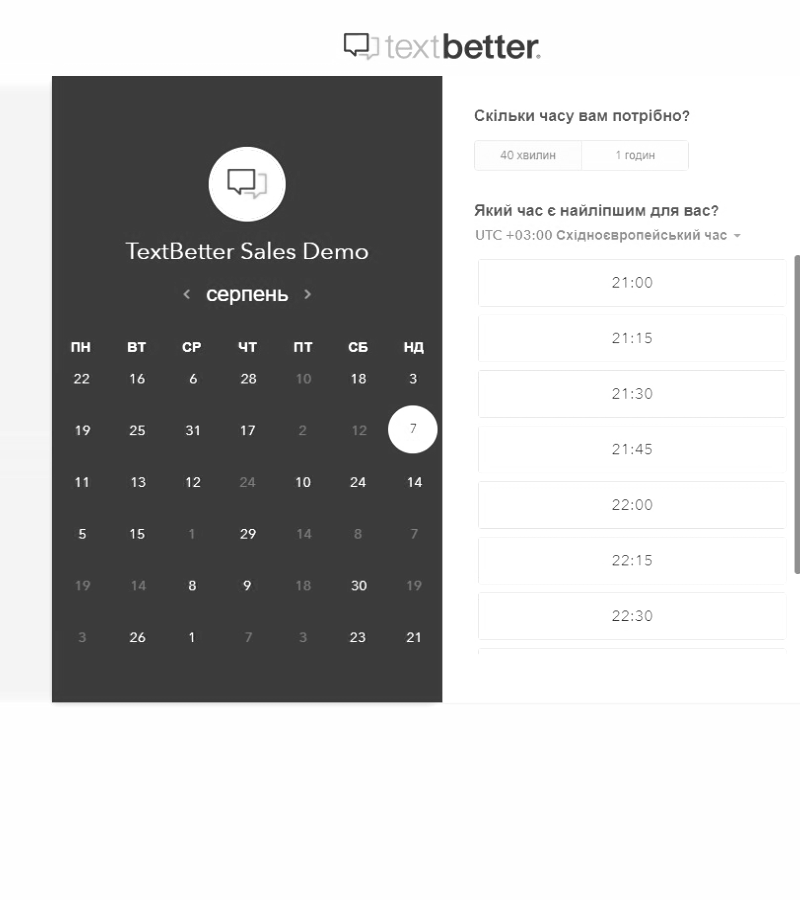 textbetter.
TextBetter Sales Demo
серпень
ПН ВТ СР ЧТ ПТ СБ НД
22 16 6 28 10 18 3
19 25 31 17 2 12 7
11 13 12 24 10 24 14
5 15 1 29 14 8 7
19 14 8 9 18 30 19
3 26 1 7 3 23 21
Скільки часу вам потрібно?
40 хвилин 1 годин
Який час є найліпшим для вас?
UTC +03:00 Східноєвропейський час
21:00
21:15
21:30
21:45
22:00
22:15
22:30